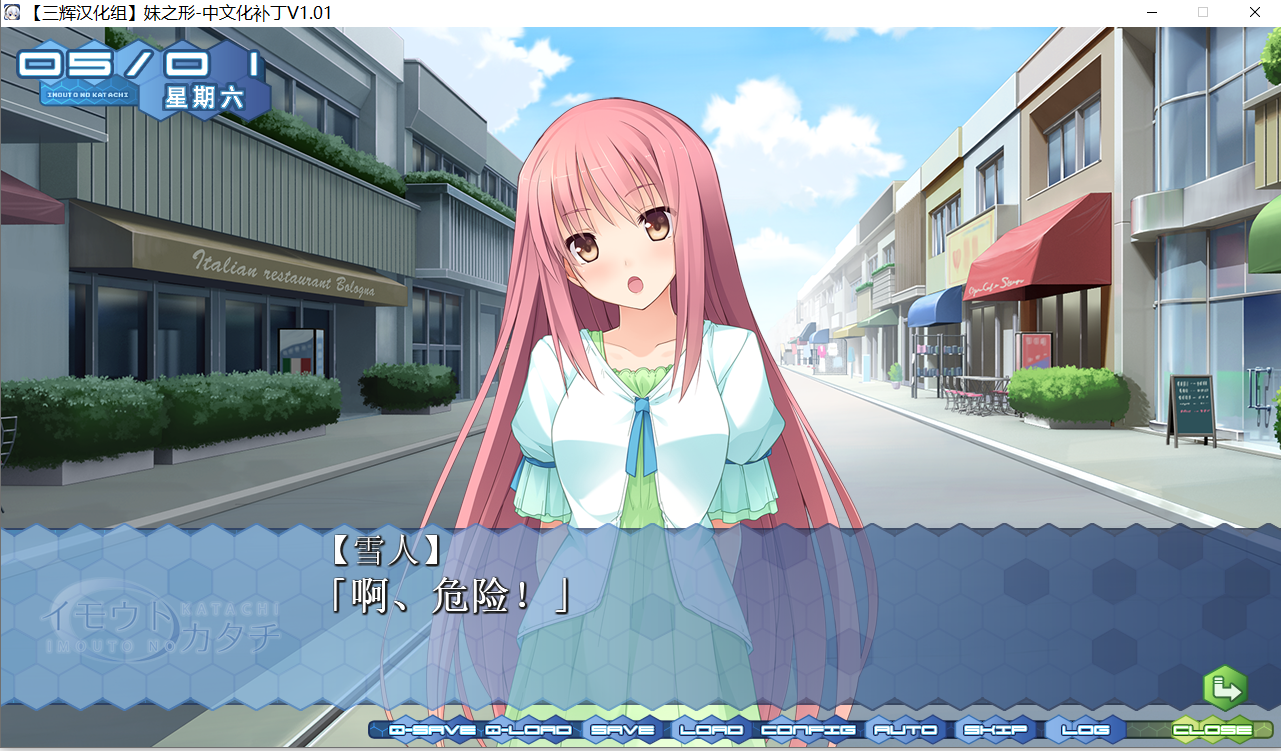 【三辉汉化组】妹之形-中文化补丁V1.01
05/01
IMOUTO NO KATACHI
星期六
Italian restaurant Bologna
【雪人】
「啊、危险！」
イモウト KATACHI
IMOUTO NO カタチ
Q-SAVE Q-LOAD SAVE LOAD CONFIG AUTO SKIP LOG CLOSE